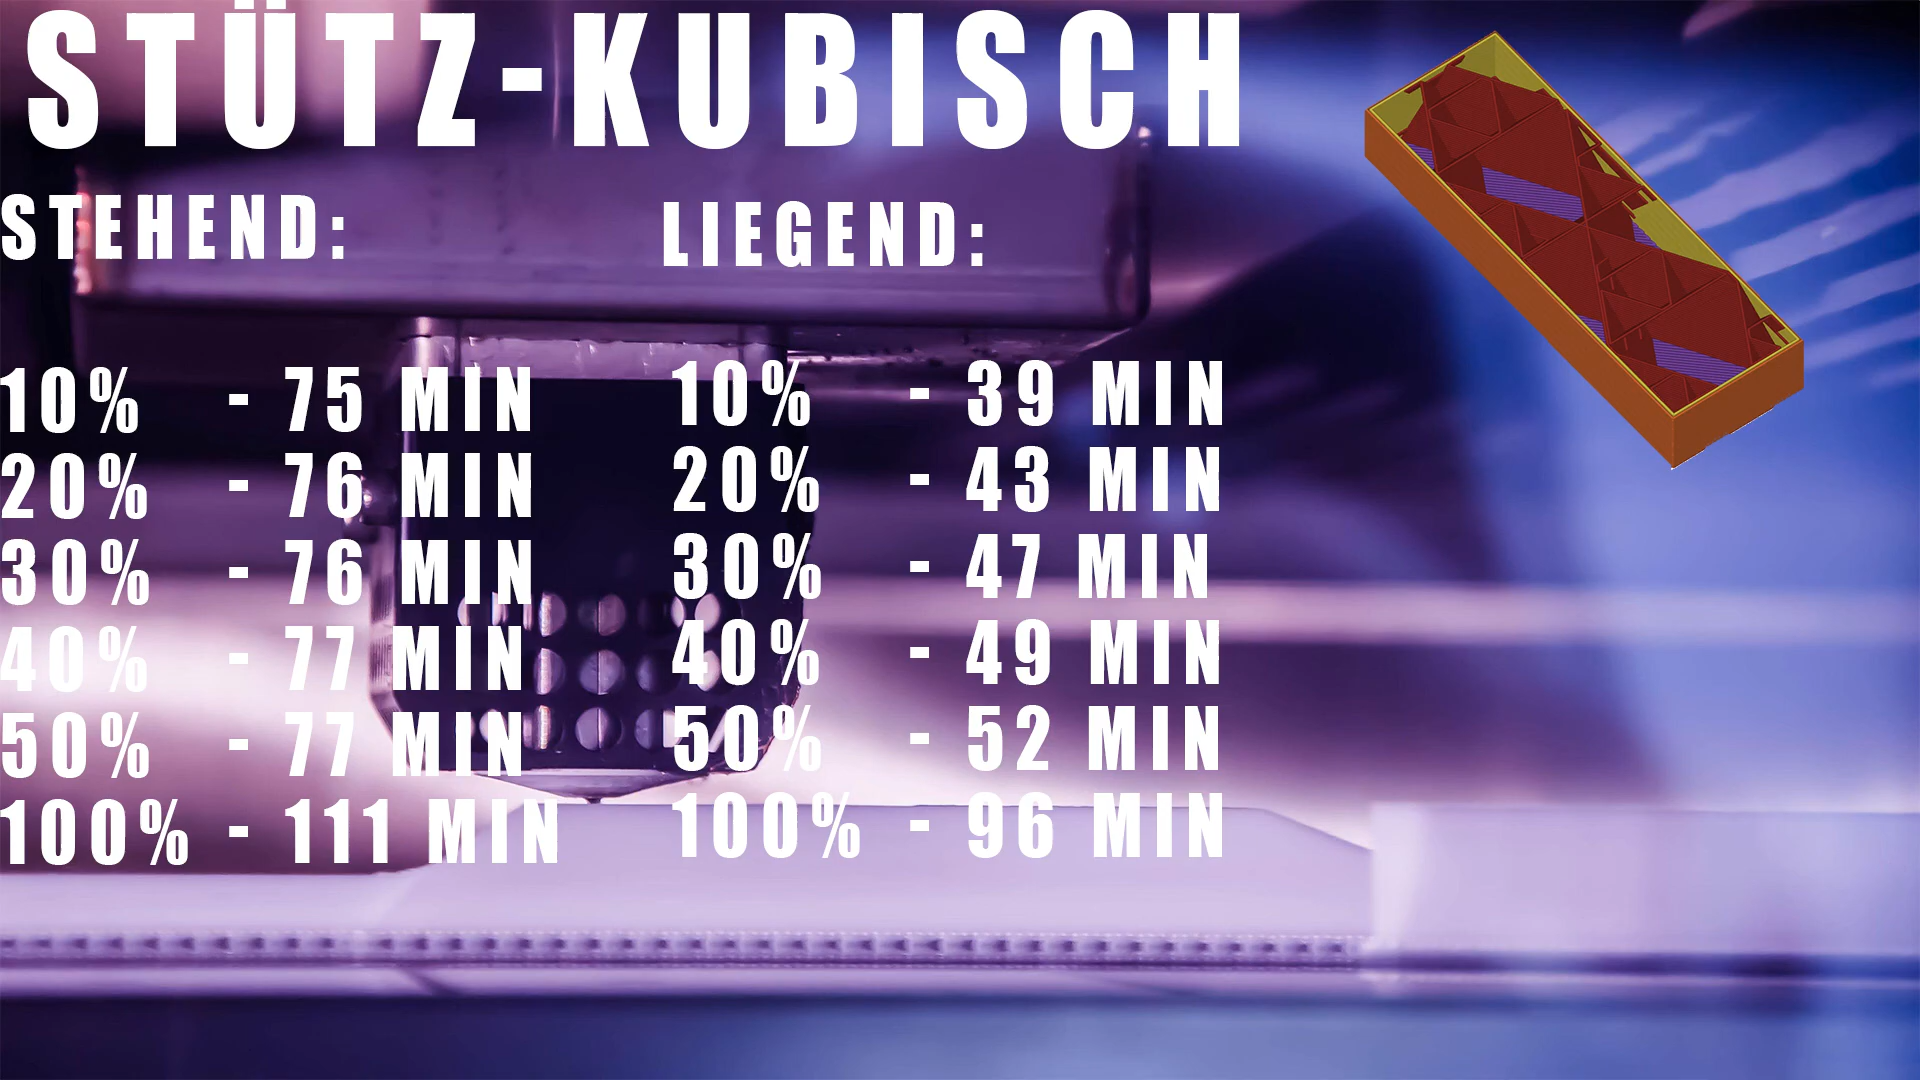 STÜTZ-KUBISCH
STEHEND:
10% - 75 MIN
20% - 76 MIN
30% - 76 MIN
40% - 77 MIN
50% - 77 MIN
100% - 111 MIN
LIEGEND:
10% - 39 MIN
20% - 43 MIN
30% - 47 MIN
40% - 49 MIN
50% - 52 MIN
100% - 96 MIN